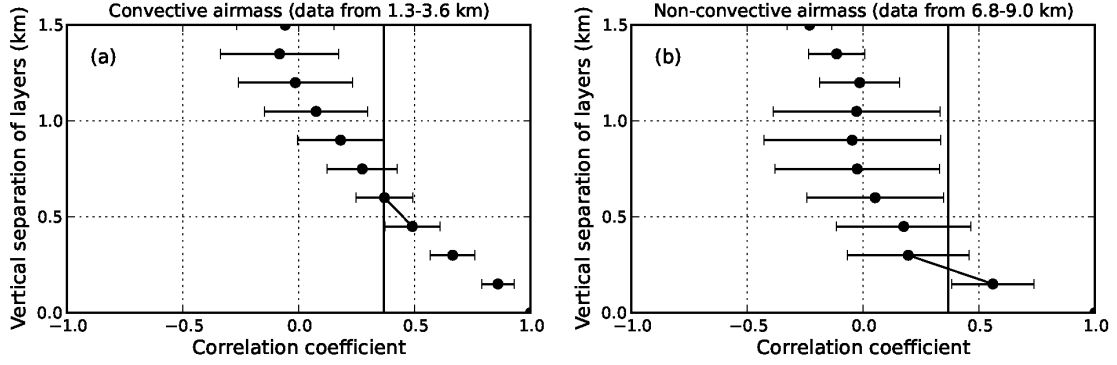 Convective airmass (data from 1.3-3.6 km)
Vertical separation of layers (km)
(a)
1.5
1.0
0.5
0.0
−1.0 −0.5 0.0 0.5 1.0
Correlation coefficient
Non-convective airmass (data from 6.8-9.0 km)
Vertical separation of layers (km)
(b)
1.5
1.0
0.5
0.0
−1.0 −0.5 0.0 0.5 1.0
Correlation coefficient